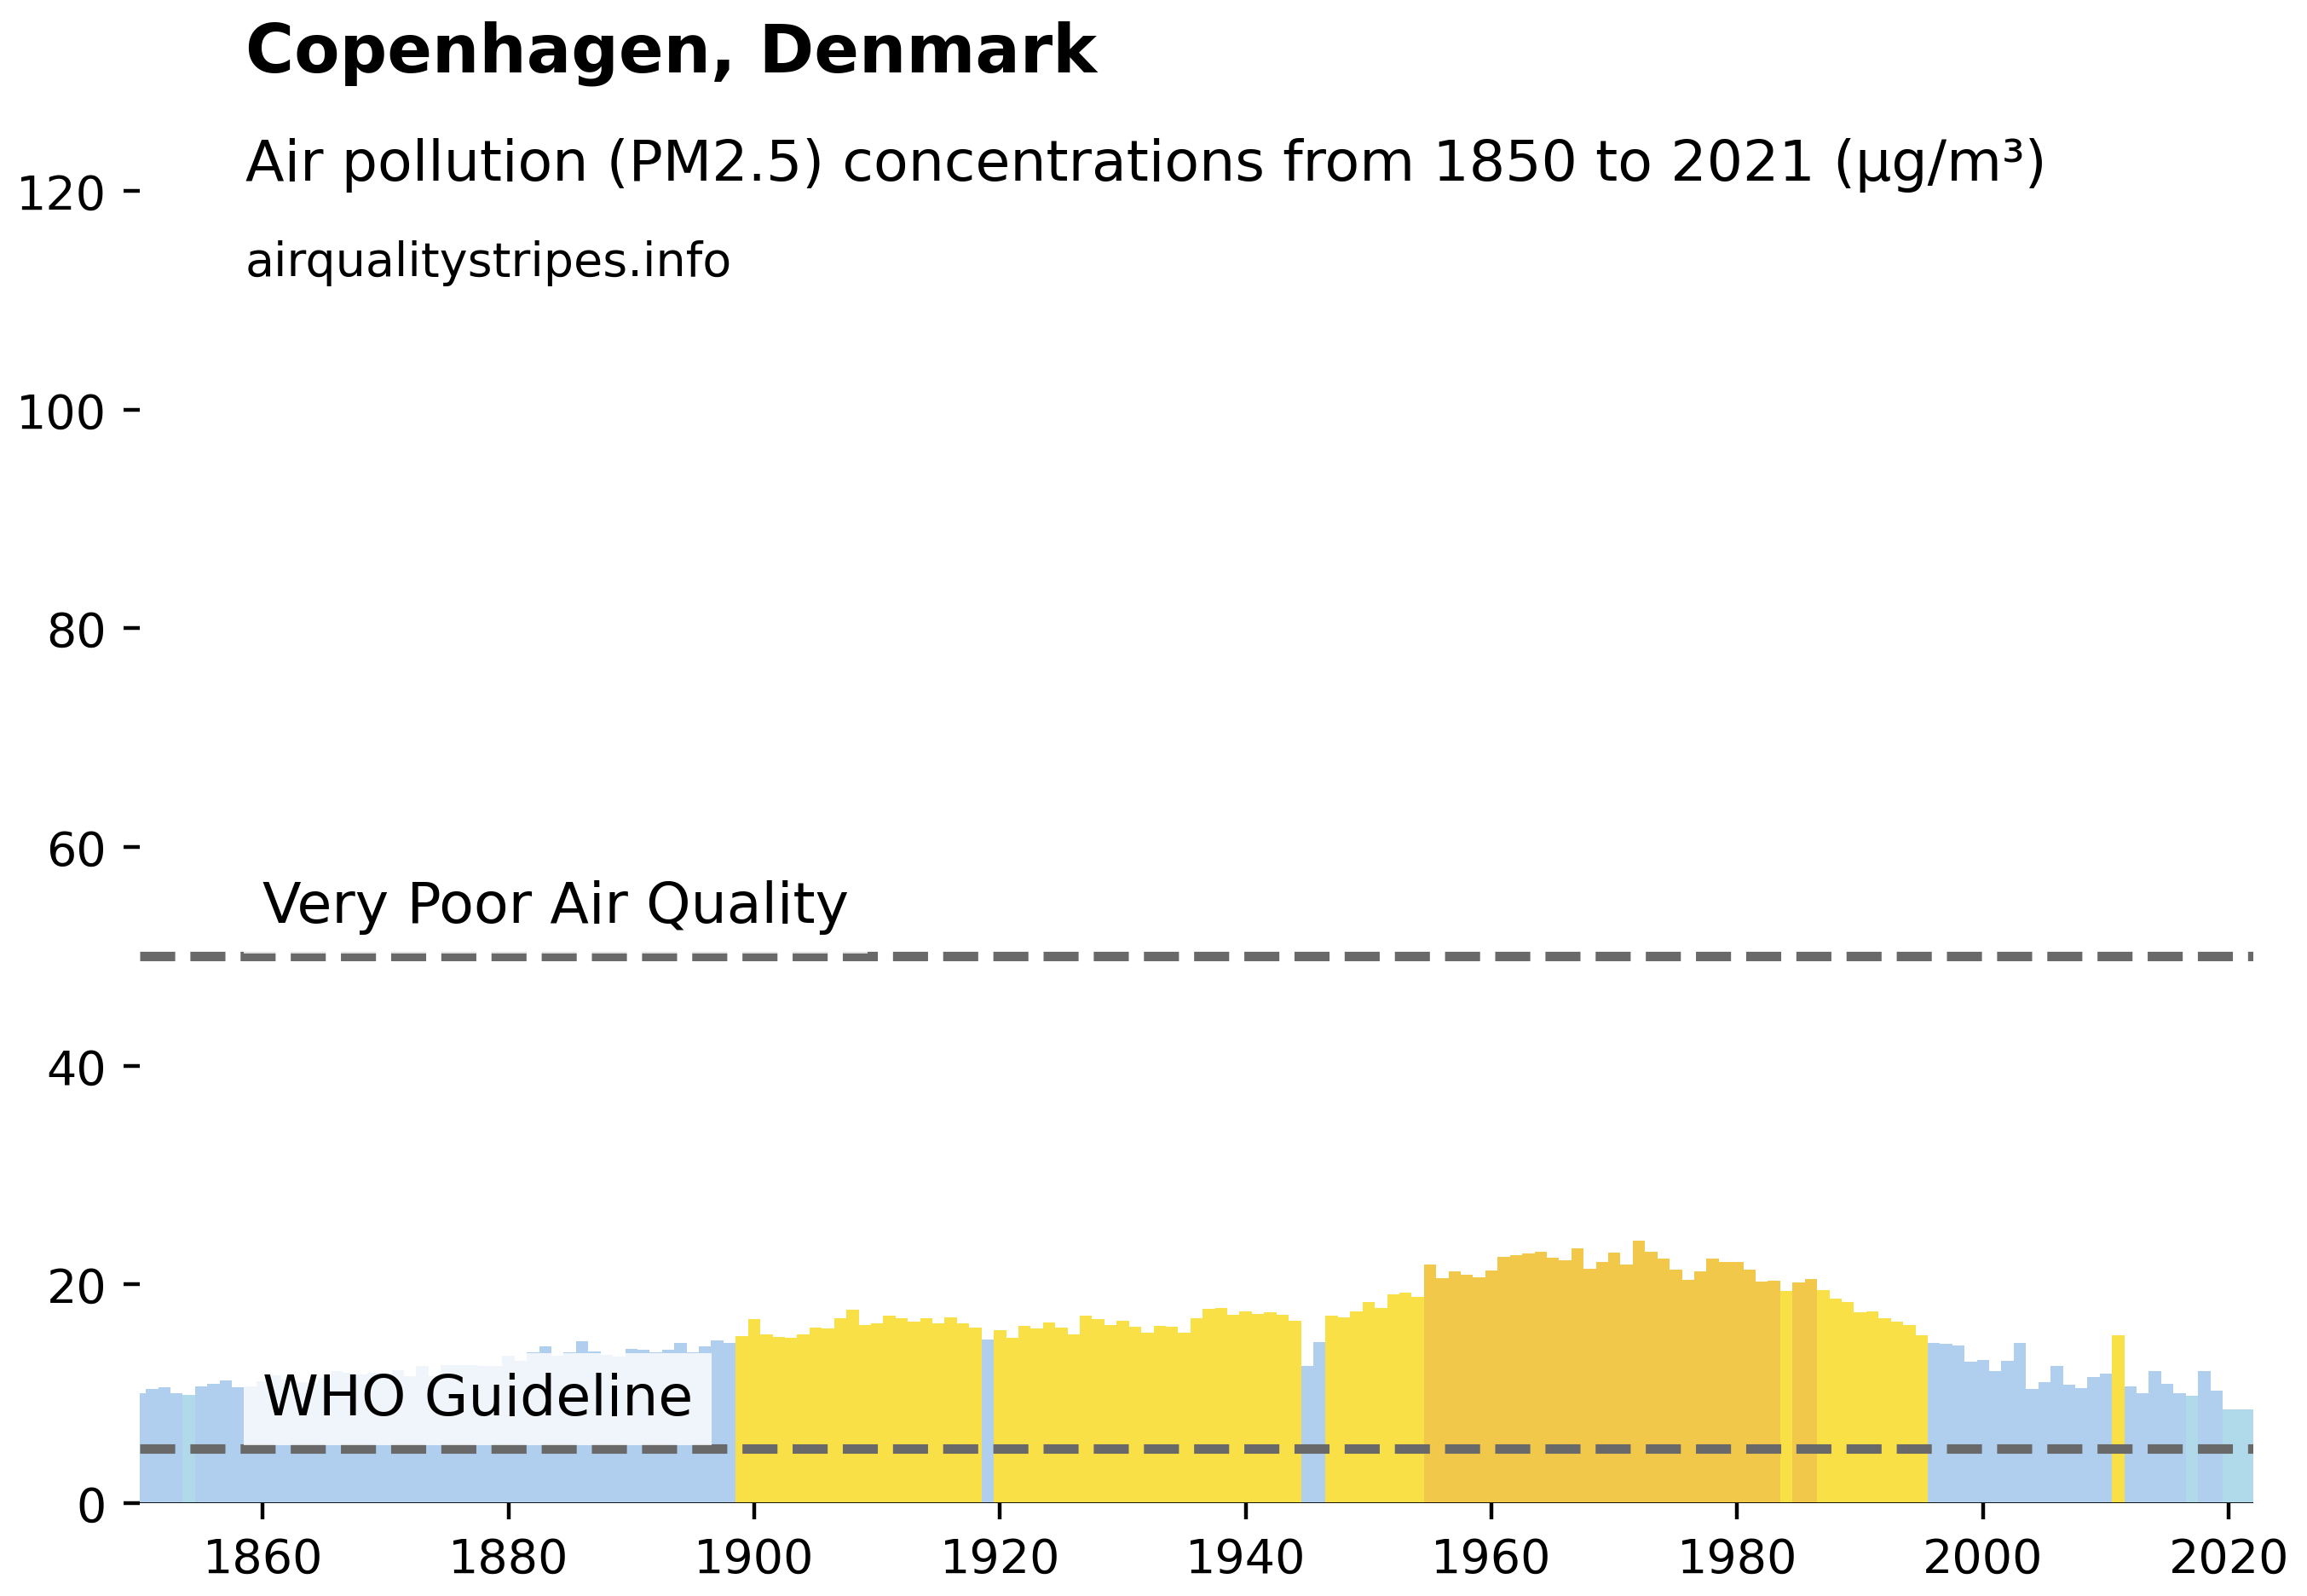 Copenhagen, Denmark
Air pollution (PM2.5) concentrations from 1850 to 2021 (µg/m³)
airqualitystripes.info
120
100
80
60
Very Poor Air Quality
40
20
WHO Guideline
0
1860 1880 1900 1920 1940 1960 1980 2000 2020